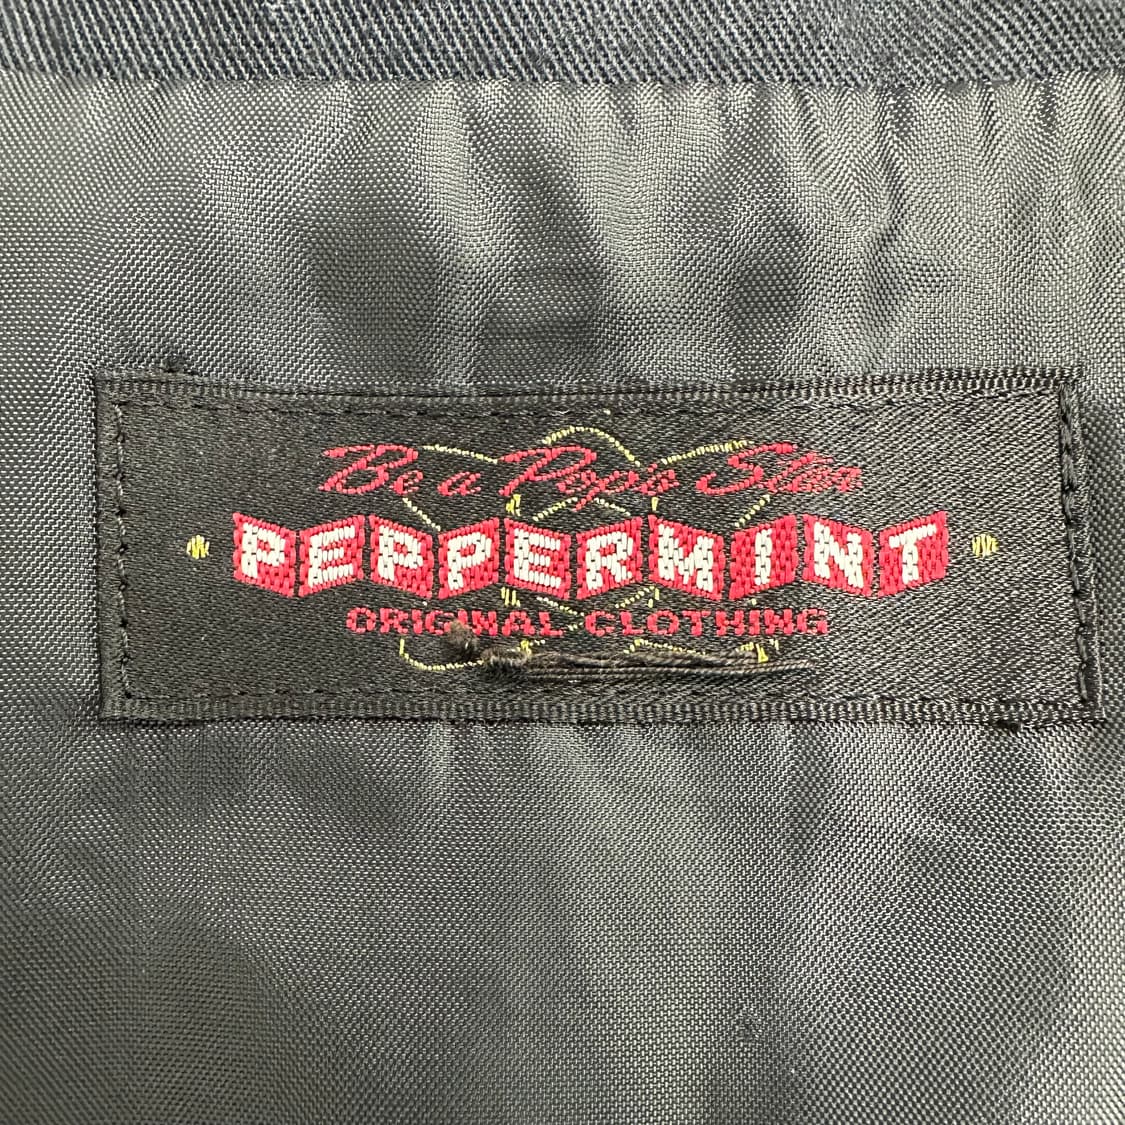 Be a Pop's Star
PEPPERMINT
ORIGINAL CLOTHING